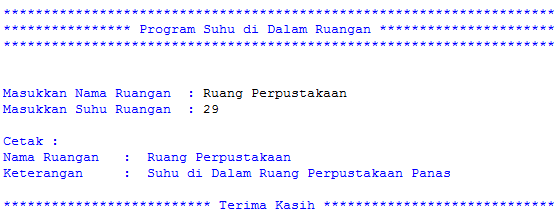 *********************************************************************
**************** Program Suhu di Dalam Ruangan **********************
*********************************************************************
Masukkan Nama Ruangan  : Ruang Perpustakaan
Masukkan Suhu Ruangan  : 29
Cetak :
Nama Ruangan   :  Ruang Perpustakaan
Keterangan     :  Suhu di Dalam Ruang Perpustakaan Panas
************************** Terima Kasih *****************************